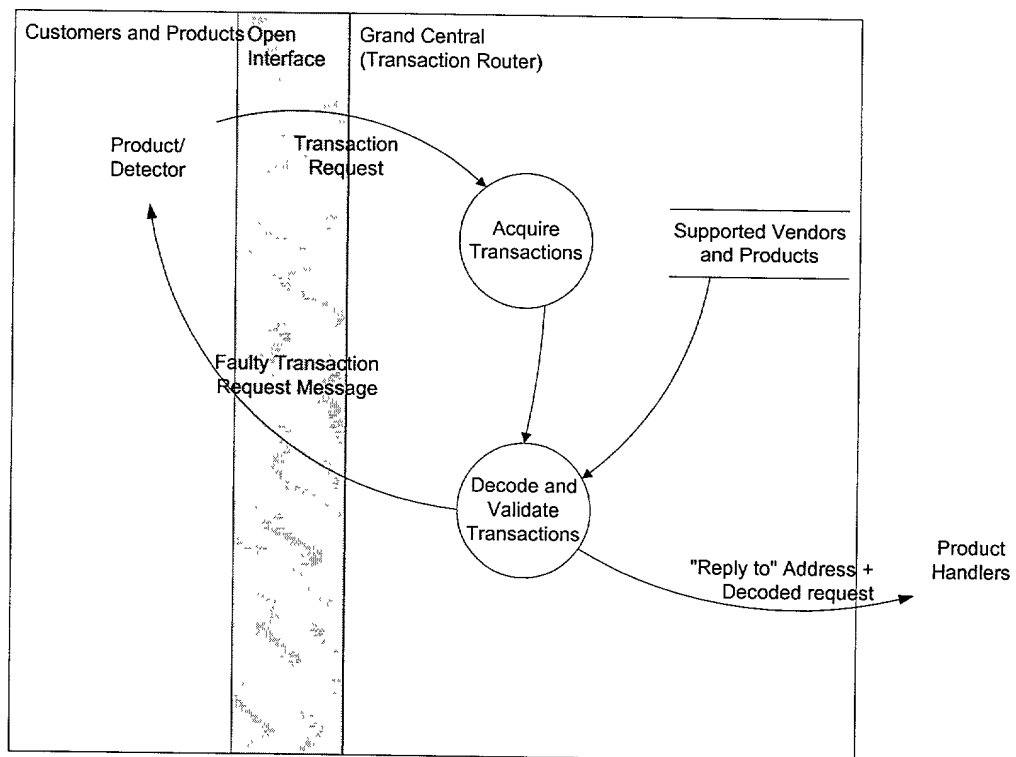 Customers and Products
Open
Interface
Grand Central
(Transaction Router)
Product/
Detector
Transaction
Request
Acquire
Transactions
Supported Vendors
and Products
Faulty Transaction
Request Message
Decode and
Validate
Transactions
"Reply to" Address +
Decoded request
Product
Handlers